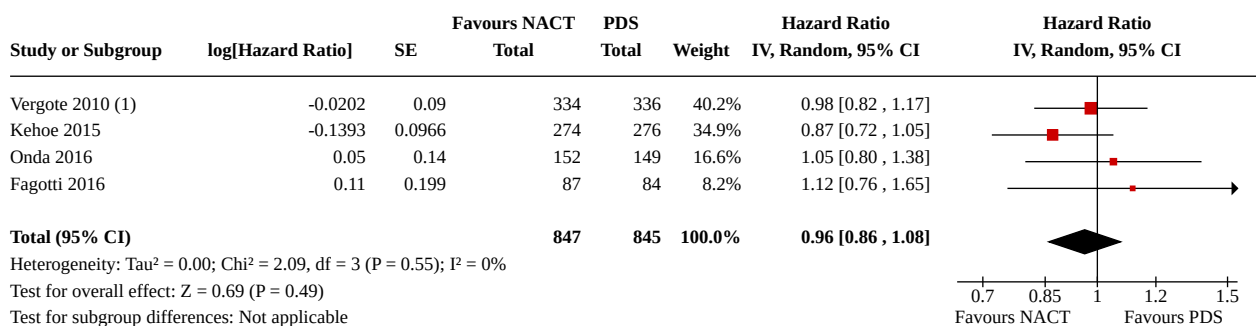 Favours NACT PDS Hazard Ratio Hazard Ratio
Study or Subgroup log[Hazard Ratio] SE Total Total Weight IV, Random, 95% CI IV, Random, 95% CI
Vergote 2010 (1) -0.0202 0.09 334 336 40.2% 0.98 [0.82 , 1.17]
Kehoe 2015 -0.1393 0.0966 274 276 34.9% 0.87 [0.72 , 1.05]
Onda 2016 0.05 0.14 152 149 16.6% 1.05 [0.80 , 1.38]
Fagotti 2016 0.11 0.199 87 84 8.2% 1.12 [0.76 , 1.65]
Total (95% CI) 847 845 100.0% 0.96 [0.86 , 1.08]
Heterogeneity: Tau² = 0.00; Chi² = 2.09, df = 3 (P = 0.55); I² = 0%
Test for overall effect: Z = 0.69 (P = 0.49)
Test for subgroup differences: Not applicable
0.7 0.85 1 1.2 1.5
Favours NACT Favours PDS